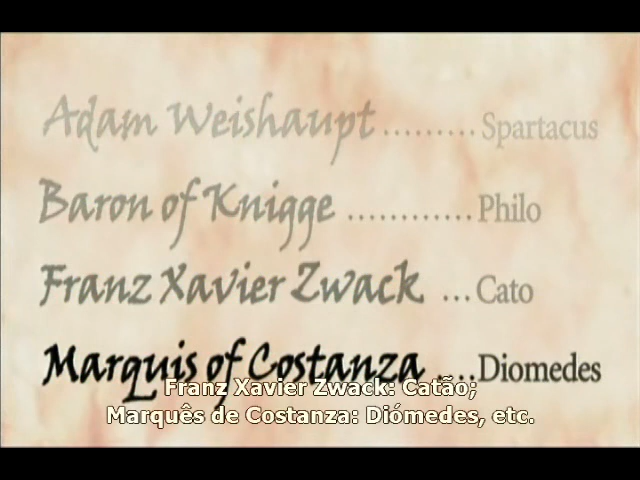 Adam Weishaupt.........Spartacus
Baron of Knigge ............Philo
Franz Xavier Zwack ...Cato
Marquis of Costanza ....Diomedes
Franz Xavier Zwack: Catão;
Marquês de Costanza: Diómedes, etc.